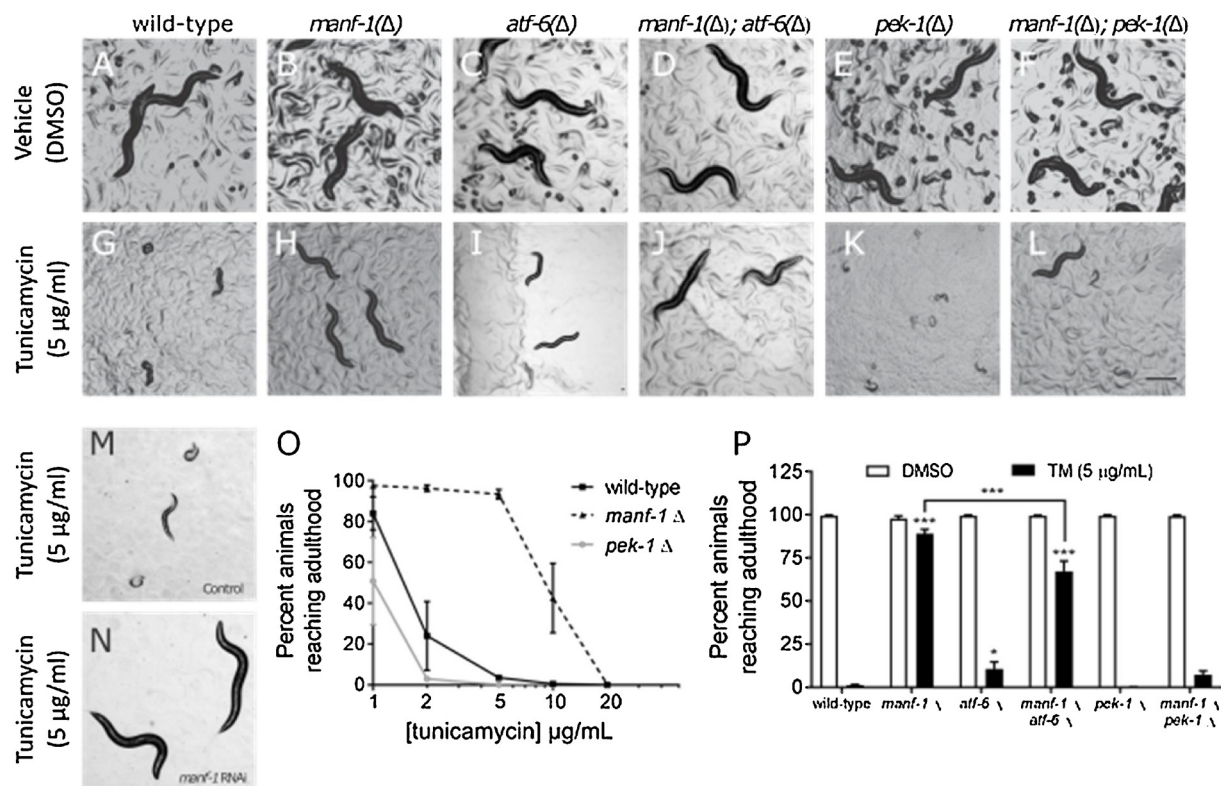 wild-type manf-1(Δ) atf-6(Δ) manf-1(Δ); atf-6(Δ) pek-1(Δ) manf-1(Δ); pek-1(Δ)
Vehicle
(DMSO)
A B C D E F
Tunicamycin
(5 µg/ml)
G H I J K L
Tunicamycin
(5 µg/ml)
M
Control
Tunicamycin
(5 µg/ml)
N
manf-1 RNAi
O
Percent animals
reaching adulthood
100
80
60
40
20
0
1 2 5 10 20
[tunicamycin] µg/mL
wild-type
manf-1 Δ
pek-1 Δ
P
Percent animals
reaching adulthood
125
100
75
50
25
0
DMSO TM (5 µg/mL)
***
***
***
*
wild-type manf-1 \ atf-6 \ manf-1 \ pek-1 \ manf-1 \
atf-6 \ pek-1 \